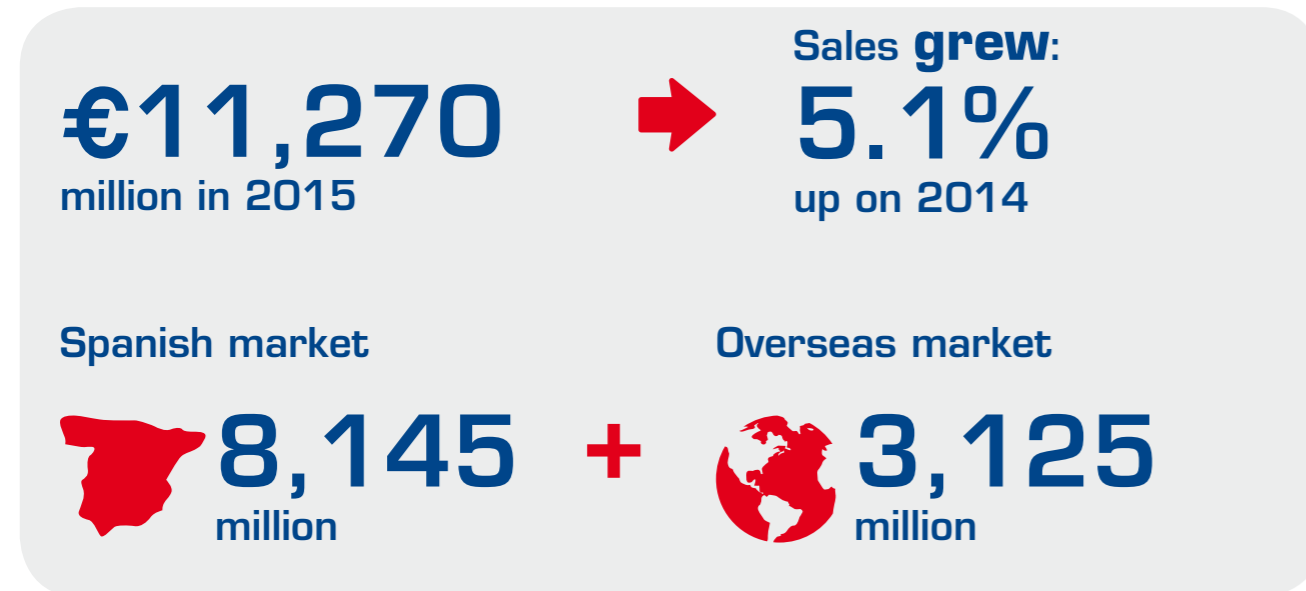 €11,270
million in 2015
Sales grew:
5.1%
up on 2014
Spanish market
8,145
million
+
Overseas market
3,125
million